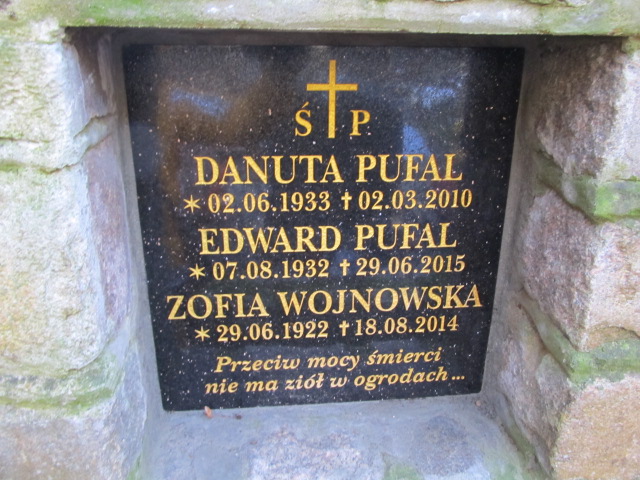 Ś P
DANUTA PUFAL
* 02.06.1933 † 02.03.2010
EDWARD PUFAL
* 07.08.1932 † 29.06.2015
ZOFIA WOJNOWSKA
* 29.06.1922 † 18.08.2014
Przeciw mocy śmierci
nie ma ziół w ogrodach...